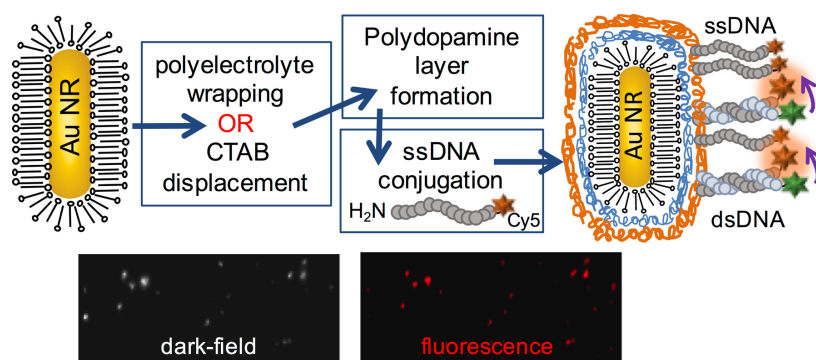 Au NR
polyelectrolyte
wrapping
OR
CTAB
displacement
Polydopamine
layer
formation
ssDNA
conjugation
H₂N
Cy5
ssDNA
Au NR
dsDNA
dark-field
fluorescence